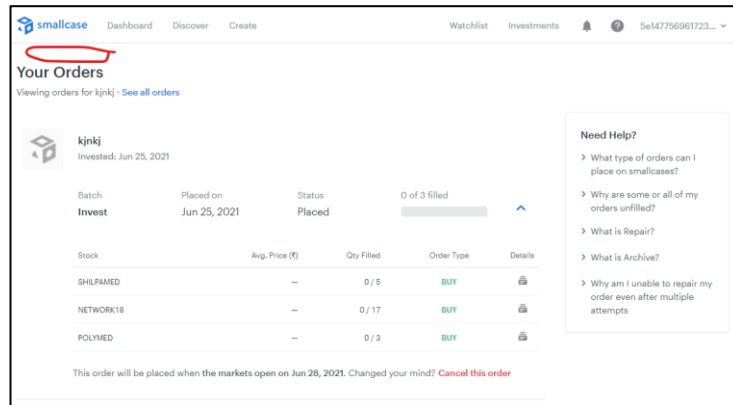 smallcase Dashboard Discover Create Watchlist Investments 5e147756961723...
Your Orders
Viewing orders for kjnkj - See all orders
kjnkj
Invested: Jun 25, 2021
Batch Placed on Status 0 of 3 filled
Invest Jun 25, 2021 Placed
Stock Avg. Price (₹) Qty Filled Order Type Details
SHILPAMED — 0 / 5 BUY
NETWORK18 — 0 / 17 BUY
POLYMED — 0 / 3 BUY
This order will be placed when the markets open on Jun 28, 2021. Changed your mind? Cancel this order
Need Help?
What type of orders can I
place on smallcases?
Why are some or all of my
orders unfilled?
What is Repair?
What is Archive?
Why am I unable to repair my
order even after multiple
attempts